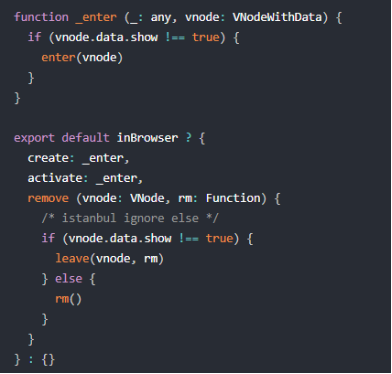 function _enter (_: any, vnode: VNodeWithData) {
  if (vnode.data.show !== true) {
    enter(vnode)
  }
}

export default inBrowser ? {
  create: _enter,
  activate: _enter,
  remove (vnode: VNode, rm: Function) {
    /* istanbul ignore else */
    if (vnode.data.show !== true) {
      leave(vnode, rm)
    } else {
      rm()
    }
  }
} : {}